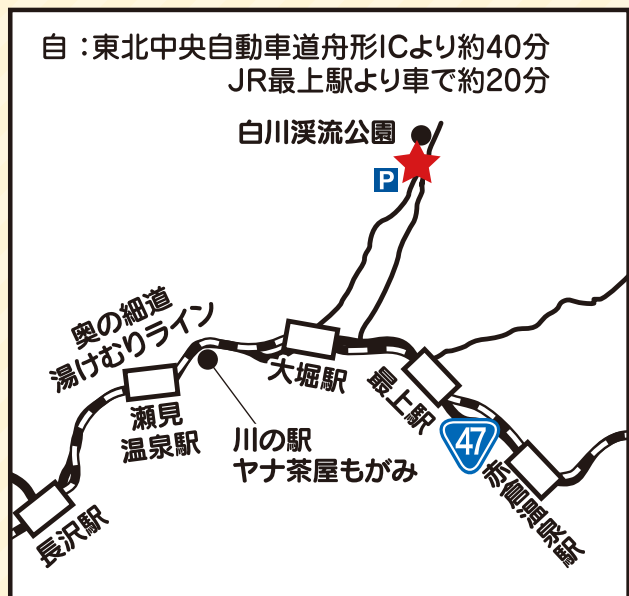 自：東北中央自動車道舟形ICより約40分
JR最上駅より車で約20分
白川渓流公園
P
奥の細道
湯けむりライン
大堀駅
最上駅
瀬見
温泉駅
川の駅
ヤナ茶屋もがみ
47
赤倉温泉駅
長沢駅